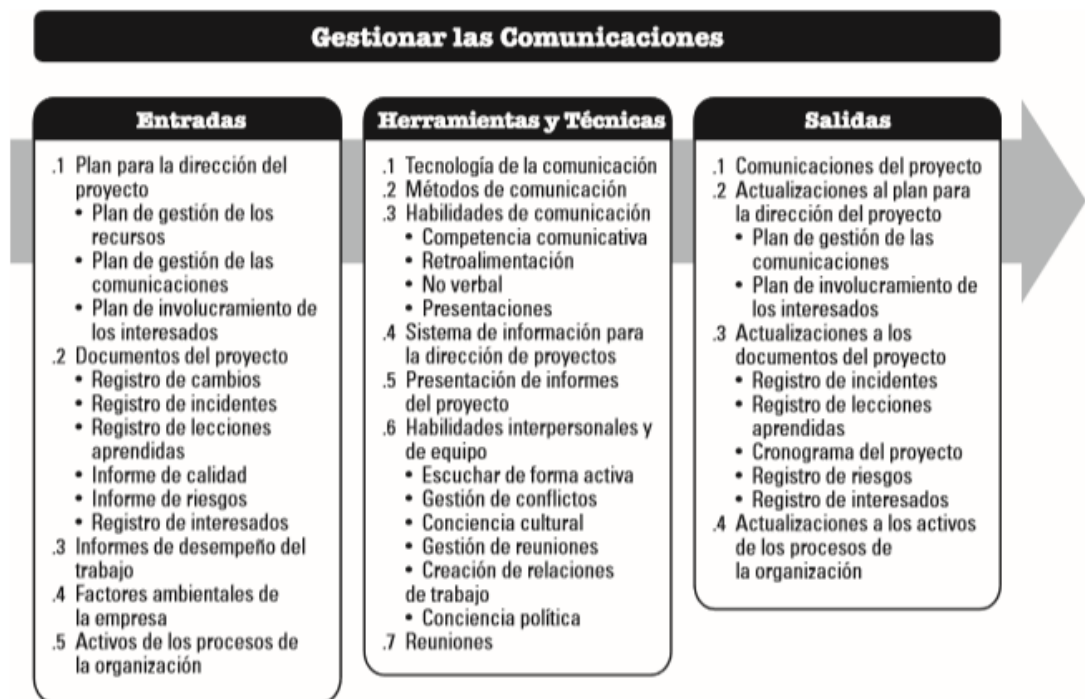 Gestionar las Comunicaciones
Entradas
.1 Plan para la dirección del
proyecto
• Plan de gestión de los
recursos
• Plan de gestión de las
comunicaciones
• Plan de involucramiento de
los interesados
.2 Documentos del proyecto
• Registro de cambios
• Registro de incidentes
• Registro de lecciones
aprendidas
• Informe de calidad
• Informe de riesgos
• Registro de interesados
.3 Informes de desempeño del
trabajo
.4 Factores ambientales de
la empresa
.5 Activos de los procesos de
la organización
Herramientas y Técnicas
.1 Tecnología de la comunicación
.2 Métodos de comunicación
.3 Habilidades de comunicación
• Competencia comunicativa
• Retroalimentación
• No verbal
• Presentaciones
.4 Sistema de información para
la dirección de proyectos
.5 Presentación de informes
del proyecto
.6 Habilidades interpersonales y
de equipo
• Escuchar de forma activa
• Gestión de conflictos
• Conciencia cultural
• Gestión de reuniones
• Creación de relaciones
de trabajo
• Conciencia política
.7 Reuniones
Salidas
.1 Comunicaciones del proyecto
.2 Actualizaciones al plan para
la dirección del proyecto
• Plan de gestión de las
comunicaciones
• Plan de involucramiento de
los interesados
.3 Actualizaciones a los
documentos del proyecto
• Registro de incidentes
• Registro de lecciones
aprendidas
• Cronograma del proyecto
• Registro de riesgos
• Registro de interesados
.4 Actualizaciones a los activos
de los procesos de
la organización